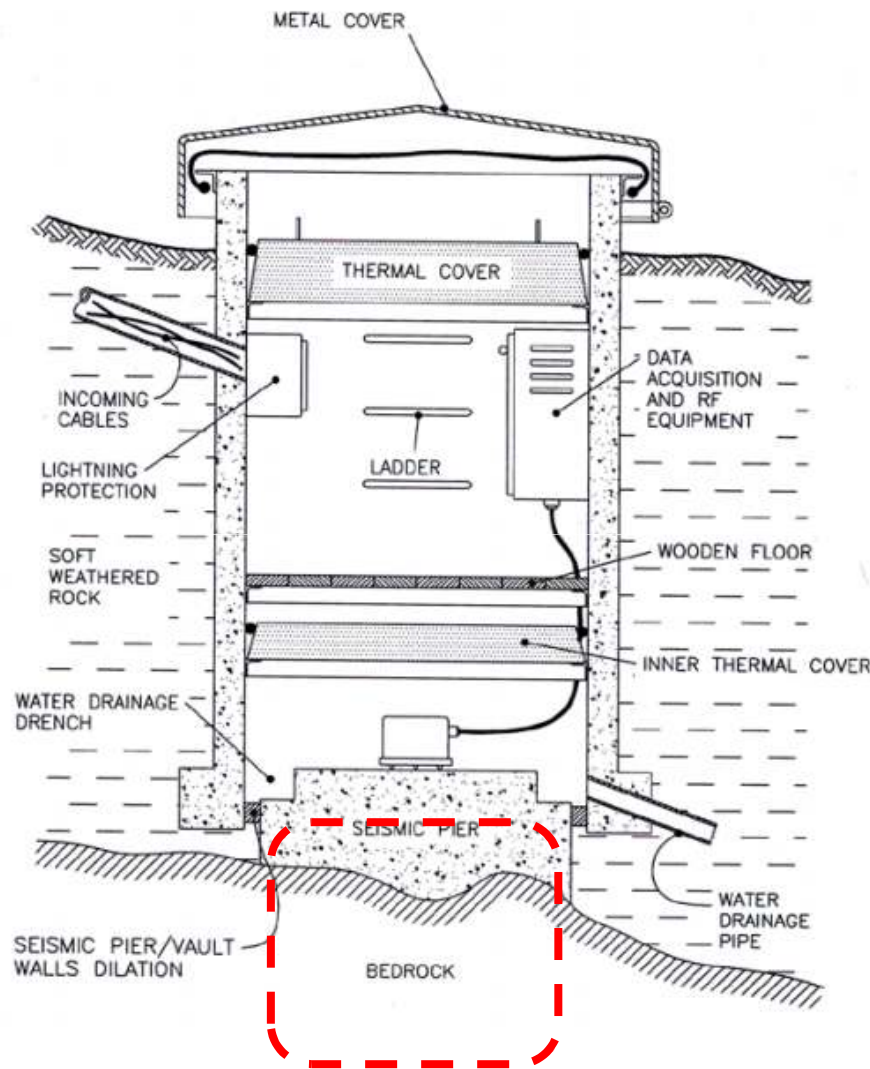 METAL COVER
THERMAL COVER
INCOMING
CABLES
DATA
ACQUISITION
AND RF
EQUIPMENT
LIGHTNING
PROTECTION
LADDER
SOFT
WEATHERED
ROCK
WOODEN FLOOR
INNER THERMAL COVER
WATER DRAINAGE
DRENCH
SEISMIC PIER
WATER
DRAINAGE
PIPE
SEISMIC PIER/VAULT
WALLS DILATION
BEDROCK